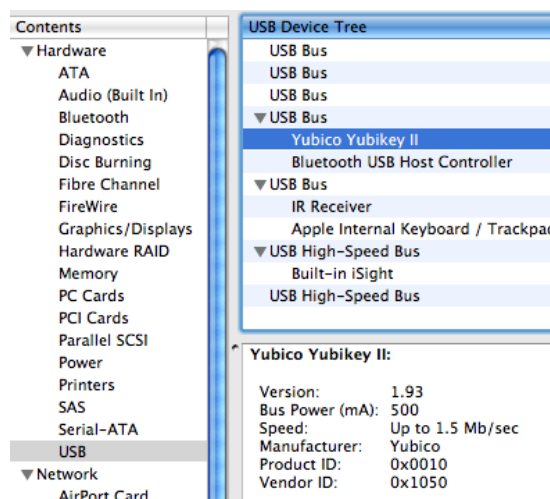 Contents
Hardware
ATA
Audio (Built In)
Bluetooth
Diagnostics
Disc Burning
Fibre Channel
FireWire
Graphics/Displays
Hardware RAID
Memory
PC Cards
PCI Cards
Parallel SCSI
Power
Printers
SAS
Serial-ATA
USB
Network
AirPort Card
USB Device Tree
USB Bus
USB Bus
USB Bus
USB Bus
Yubico Yubikey II
Bluetooth USB Host Controller
USB Bus
IR Receiver
Apple Internal Keyboard / Trackpad
USB High-Speed Bus
Built-in iSight
USB High-Speed Bus
Yubico Yubikey II:
Version: 1.93
Bus Power (mA): 500
Speed: Up to 1.5 Mb/sec
Manufacturer: Yubico
Product ID: 0x0010
Vendor ID: 0x1050